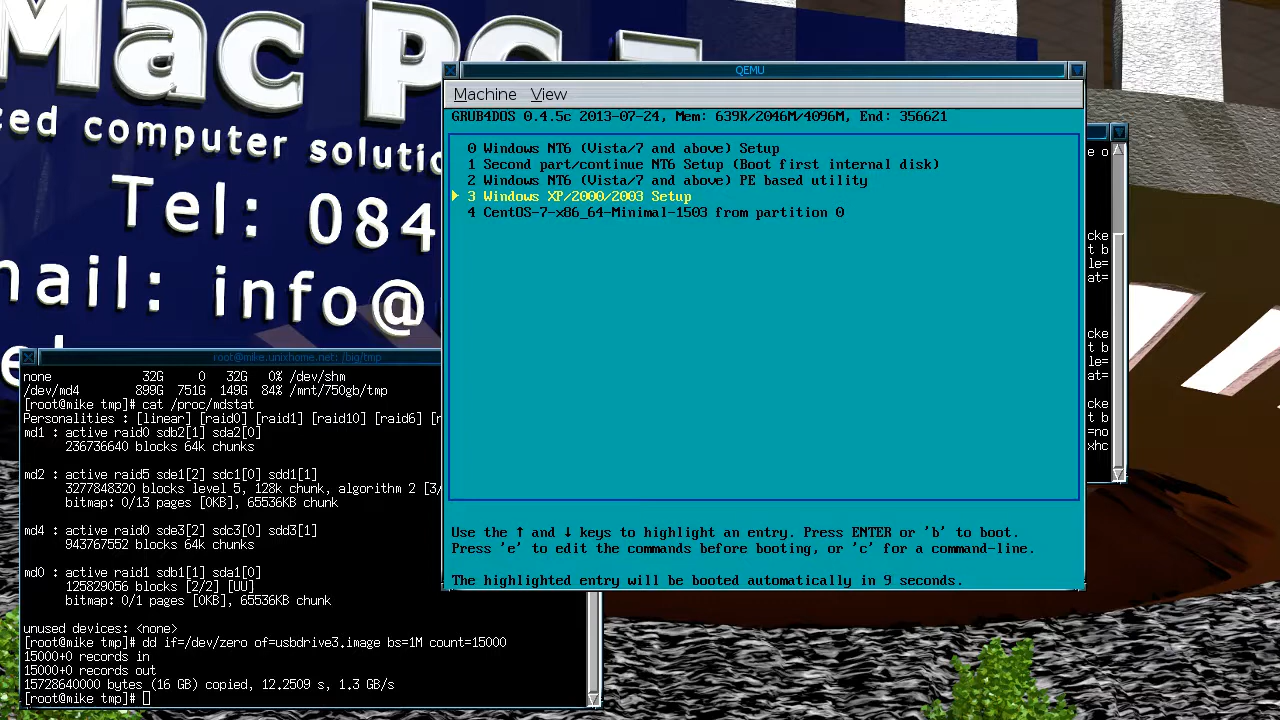 Mac PC
ced computer solutic
Tel: 084
mail: info@
QEMU
Machine View
GRUB4DOS 0.4.5c 2013-07-24, Mem: 639K/2046M/4096M, End: 356621
0 Windows NT6 (Vista/7 and above) Setup
1 Second part/continue NT6 Setup (Boot first internal disk)
2 Windows NT6 (Vista/7 and above) PE based utility
3 Windows XP/2000/2003 Setup
4 CentOS-7-x86_64-Minimal-1503 from partition 0
Use the ↑ and ↓ keys to highlight an entry. Press ENTER or 'b' to boot.
Press 'e' to edit the commands before booting, or 'c' for a command-line.
The highlighted entry will be booted automatically in 9 seconds.
root@mike.unixhome.net: /big/tmp
none 32G 0 32G 0% /dev/shm
/dev/md4 899G 751G 149G 84% /mnt/750gb/tmp
[root@mike tmp]# cat /proc/mdstat
Personalities : [linear] [raid0] [raid1] [raid10] [raid6] [r
md1 : active raid0 sdb2[1] sda2[0]
236736640 blocks 64k chunks
md2 : active raid5 sde1[2] sdc1[0] sdd1[1]
3277848320 blocks level 5, 128k chunk, algorithm 2 [3/
bitmap: 0/13 pages [0KB], 65536KB chunk
md4 : active raid0 sde3[2] sdc3[0] sdd3[1]
943767552 blocks 64k chunks
md0 : active raid1 sdb1[1] sda1[0]
125829056 blocks [2/2] [UU]
bitmap: 0/1 pages [0KB], 65536KB chunk
unused devices: <none>
[root@mike tmp]# dd if=/dev/zero of=usbdrive3.image bs=1M count=15000
15000+0 records in
15000+0 records out
15728640000 bytes (16 GB) copied, 12.2509 s, 1.3 GB/s
[root@mike tmp]#
e o
cke
t b
le=
at=
cke
t b
le=
at=
cke
t b
=no
xhc